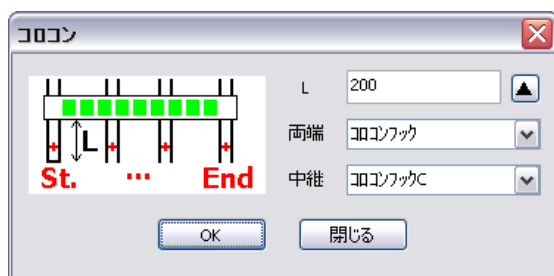 コロコン
L 200
L
両端 コロコンフック
St. ... End
中継 コロコンフックC
OK 閉じる